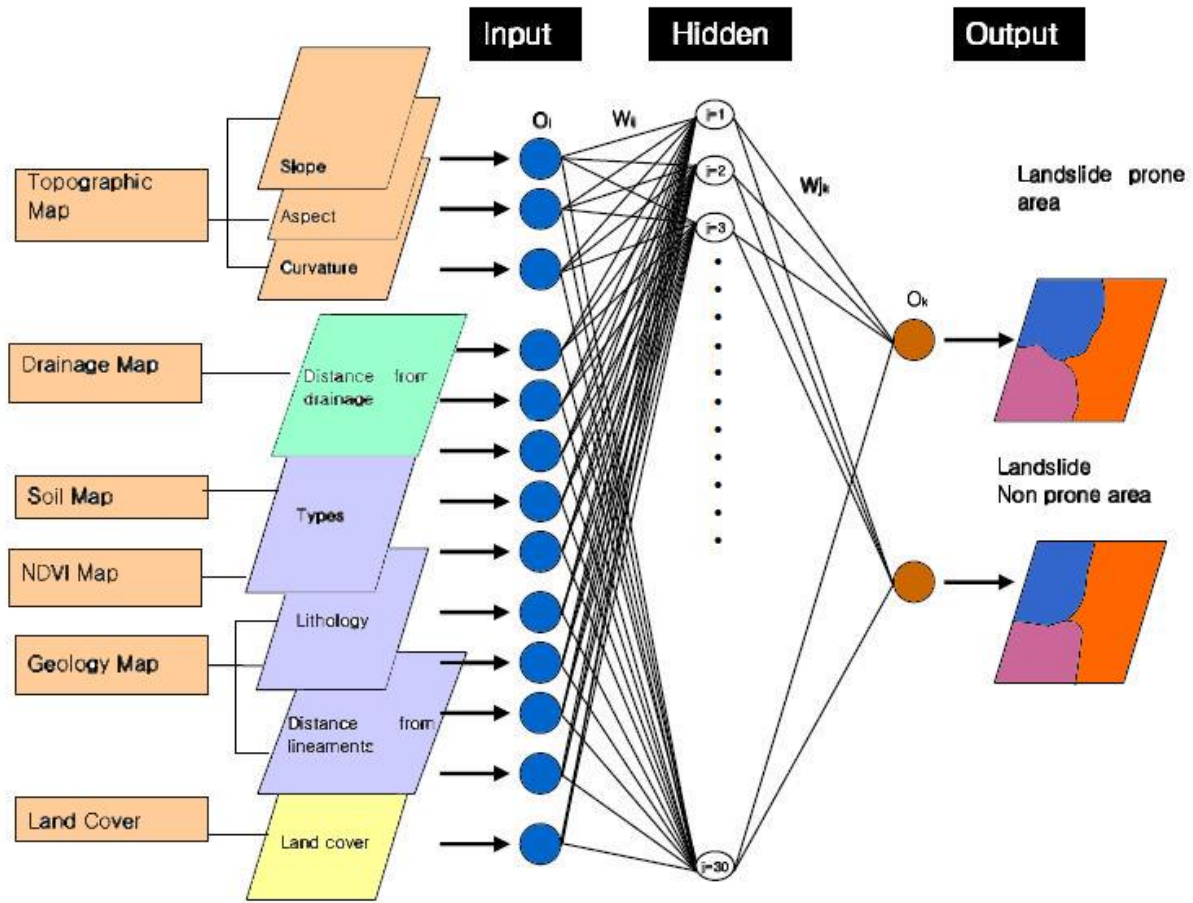 Input
Hidden
Output
Topographic
Map
Slope
Aspect
Curvature
Drainage Map
Distance from
drainage
Soil Map
Types
NDVI Map
Lithology
Geology Map
Distance from
lineaments
Land Cover
Land cover
Oi
Wij
j=1
j=2
j=3
j=30
Wjk
Ok
Landslide prone
area
Landslide
Non prone area